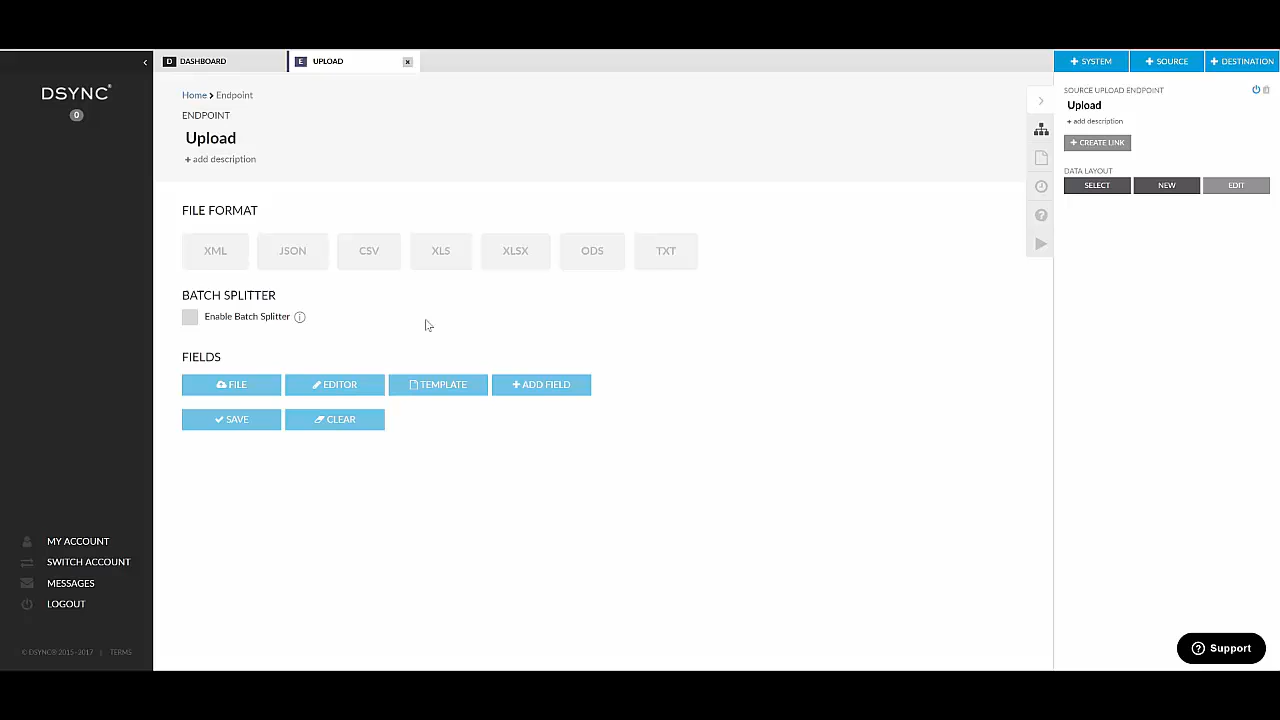 DSYNC®
0
MY ACCOUNT
SWITCH ACCOUNT
MESSAGES
LOGOUT
© DSYNC® 2015-2017 | TERMS
D DASHBOARD
E UPLOAD x
Home > Endpoint
ENDPOINT
Upload
+ add description
FILE FORMAT
XML JSON CSV XLS XLSX ODS TXT
BATCH SPLITTER
Enable Batch Splitter
FIELDS
FILE EDITOR TEMPLATE + ADD FIELD
SAVE CLEAR
+ SYSTEM + SOURCE + DESTINATION
SOURCE UPLOAD ENDPOINT
Upload
+ add description
+ CREATE LINK
DATA LAYOUT
SELECT NEW EDIT
? Support